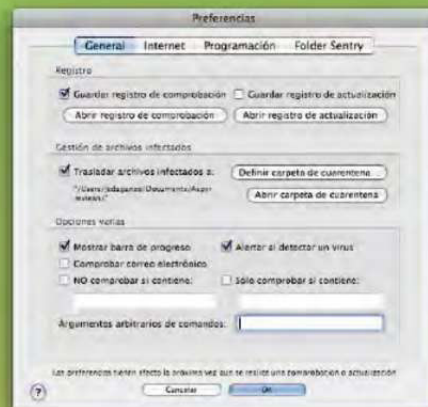 Preferencias
General Internet Programación Folder Sentry
Registro
Guardar registro de comprobación Guardar registro de actualización
Abrir registro de comprobación Abrir registro de actualización
Gestión de archivos infectados
Trasladar archivos infectados a: Definir carpeta de cuarentena...
Abrir carpeta de cuarentena
Opciones varias
Mostrar barra de progreso Alertar al detectar un virus
Comprobar correo electrónico
NO comprobar si contiene: Sólo comprobar si contiene:
Argumentos arbitrarios de comandos:
Las preferencias tienen efecto la próxima vez que se realice una comprobación o actualización
? Cancelar OK